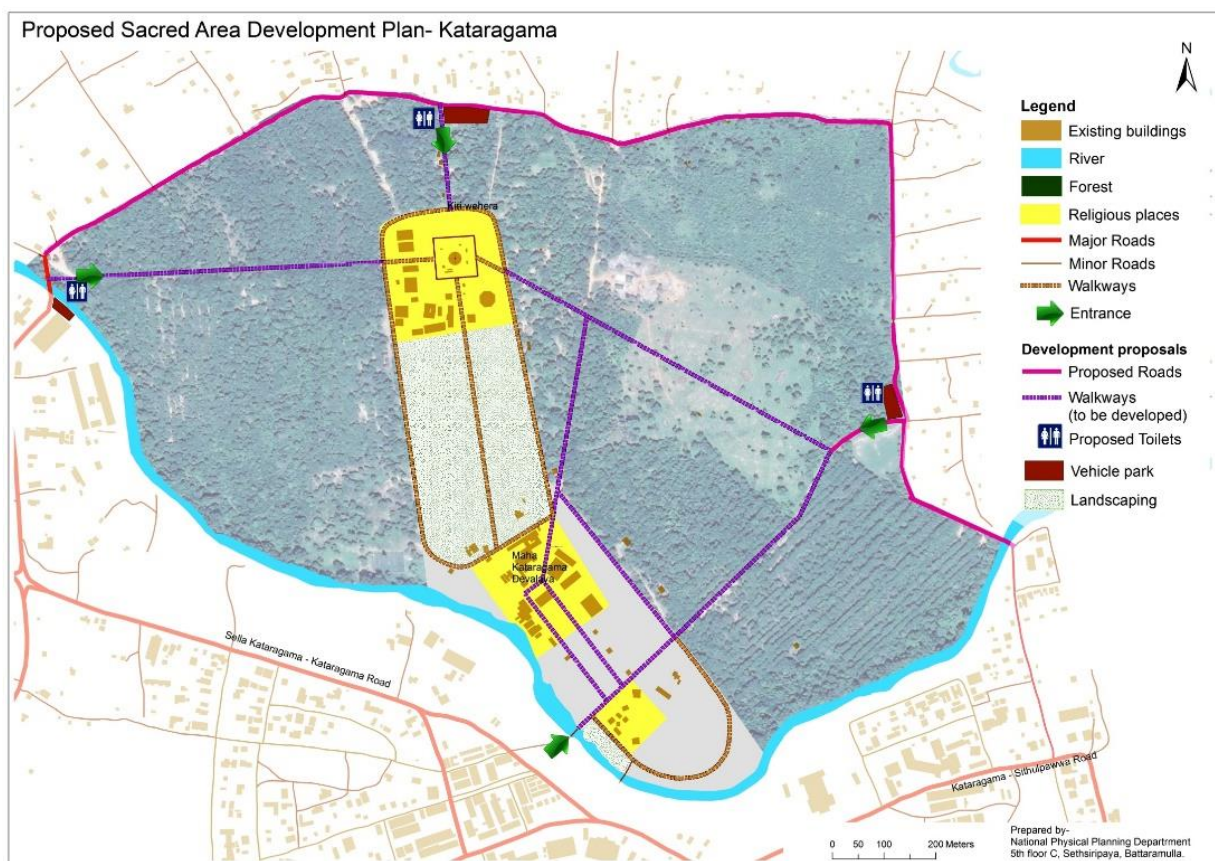 Proposed Sacred Area Development Plan- Kataragama
N
Legend
Existing buildings
River
Forest
Religious places
Major Roads
Minor Roads
Walkways
Entrance
Development proposals
Proposed Roads
Walkways
(to be developed)
Proposed Toilets
Vehicle park
Landscaping
Kiri wehera
Maha
Kataragama
Devalaya
Sella Kataragama - Kataragama Road
Kataragama - Sithulpawwa Road
0 50 100 200 Meters
Prepared by-
National Physical Planning Department
5th floor C, Sethsiripaya, Battaramulla.